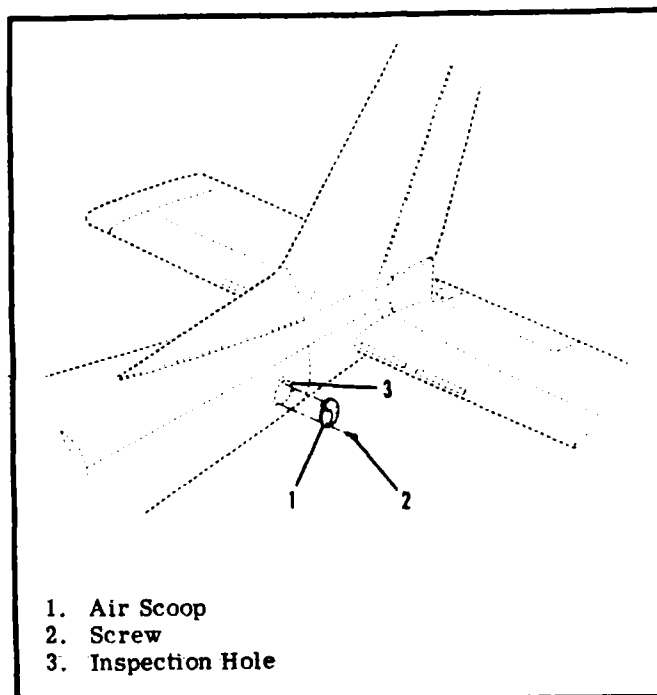 3
1
2
1. Air Scoop
2. Screw
3. Inspection Hole